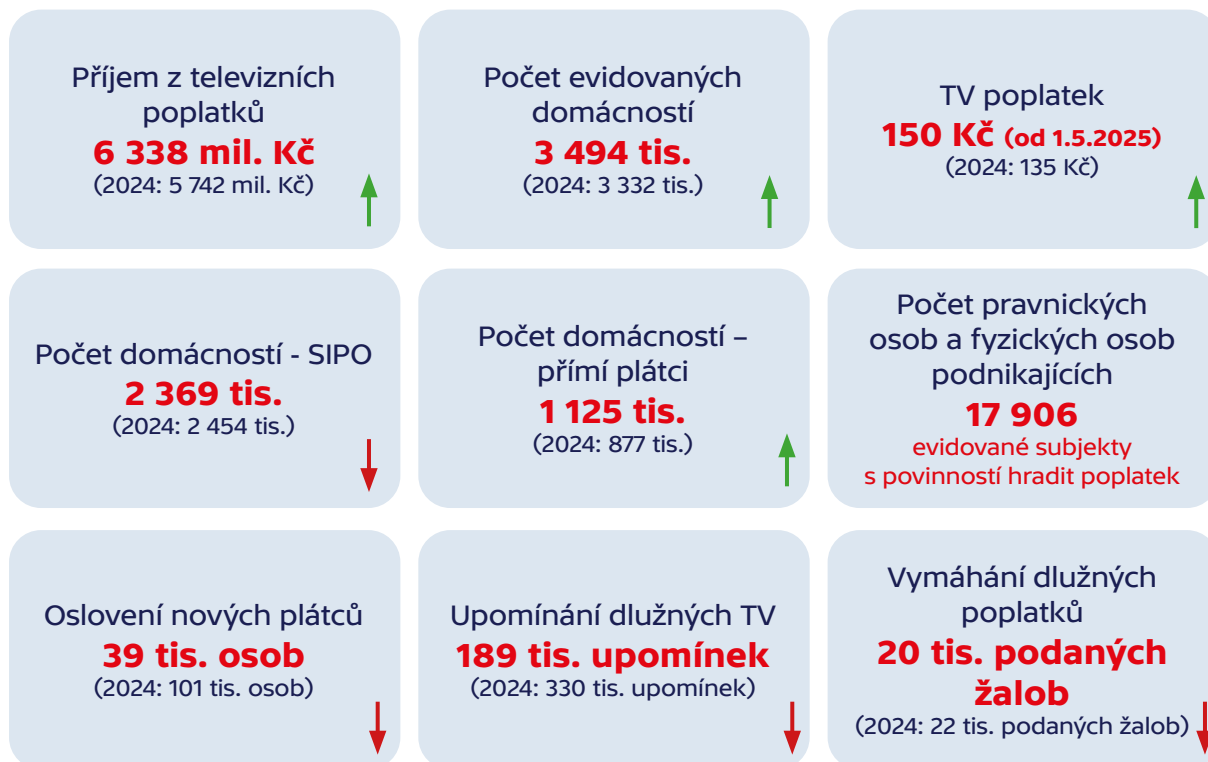 Příjem z televizních
poplatků
6 338 mil. Kč
(2024: 5 742 mil. Kč)
Počet evidovaných
domácností
3 494 tis.
(2024: 3 332 tis.)
TV poplatek
150 Kč (od 1.5.2025)
(2024: 135 Kč)
Počet domácností - SIPO
2 369 tis.
(2024: 2 454 tis.)
Počet domácností –
přímí plátci
1 125 tis.
(2024: 877 tis.)
Počet pravnických
osob a fyzických osob
podnikajících
17 906
evidované subjekty
s povinností hradit poplatek
Oslovení nových plátců
39 tis. osob
(2024: 101 tis. osob)
Upomínání dlužných TV
189 tis. upomínek
(2024: 330 tis. upomínek)
Vymáhání dlužných
poplatků
20 tis. podaných
žalob
(2024: 22 tis. podaných žalob)